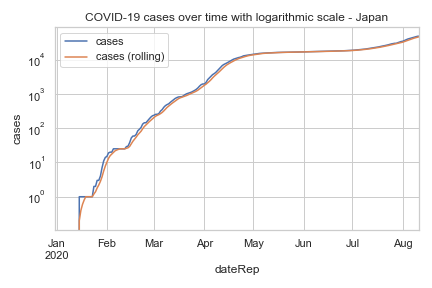 COVID-19 cases over time with logarithmic scale - Japan
cases
cases (rolling)
10^4
10^3
10^2
10^1
10^0
cases
Jan Feb Mar Apr May Jun Jul Aug
2020
dateRep